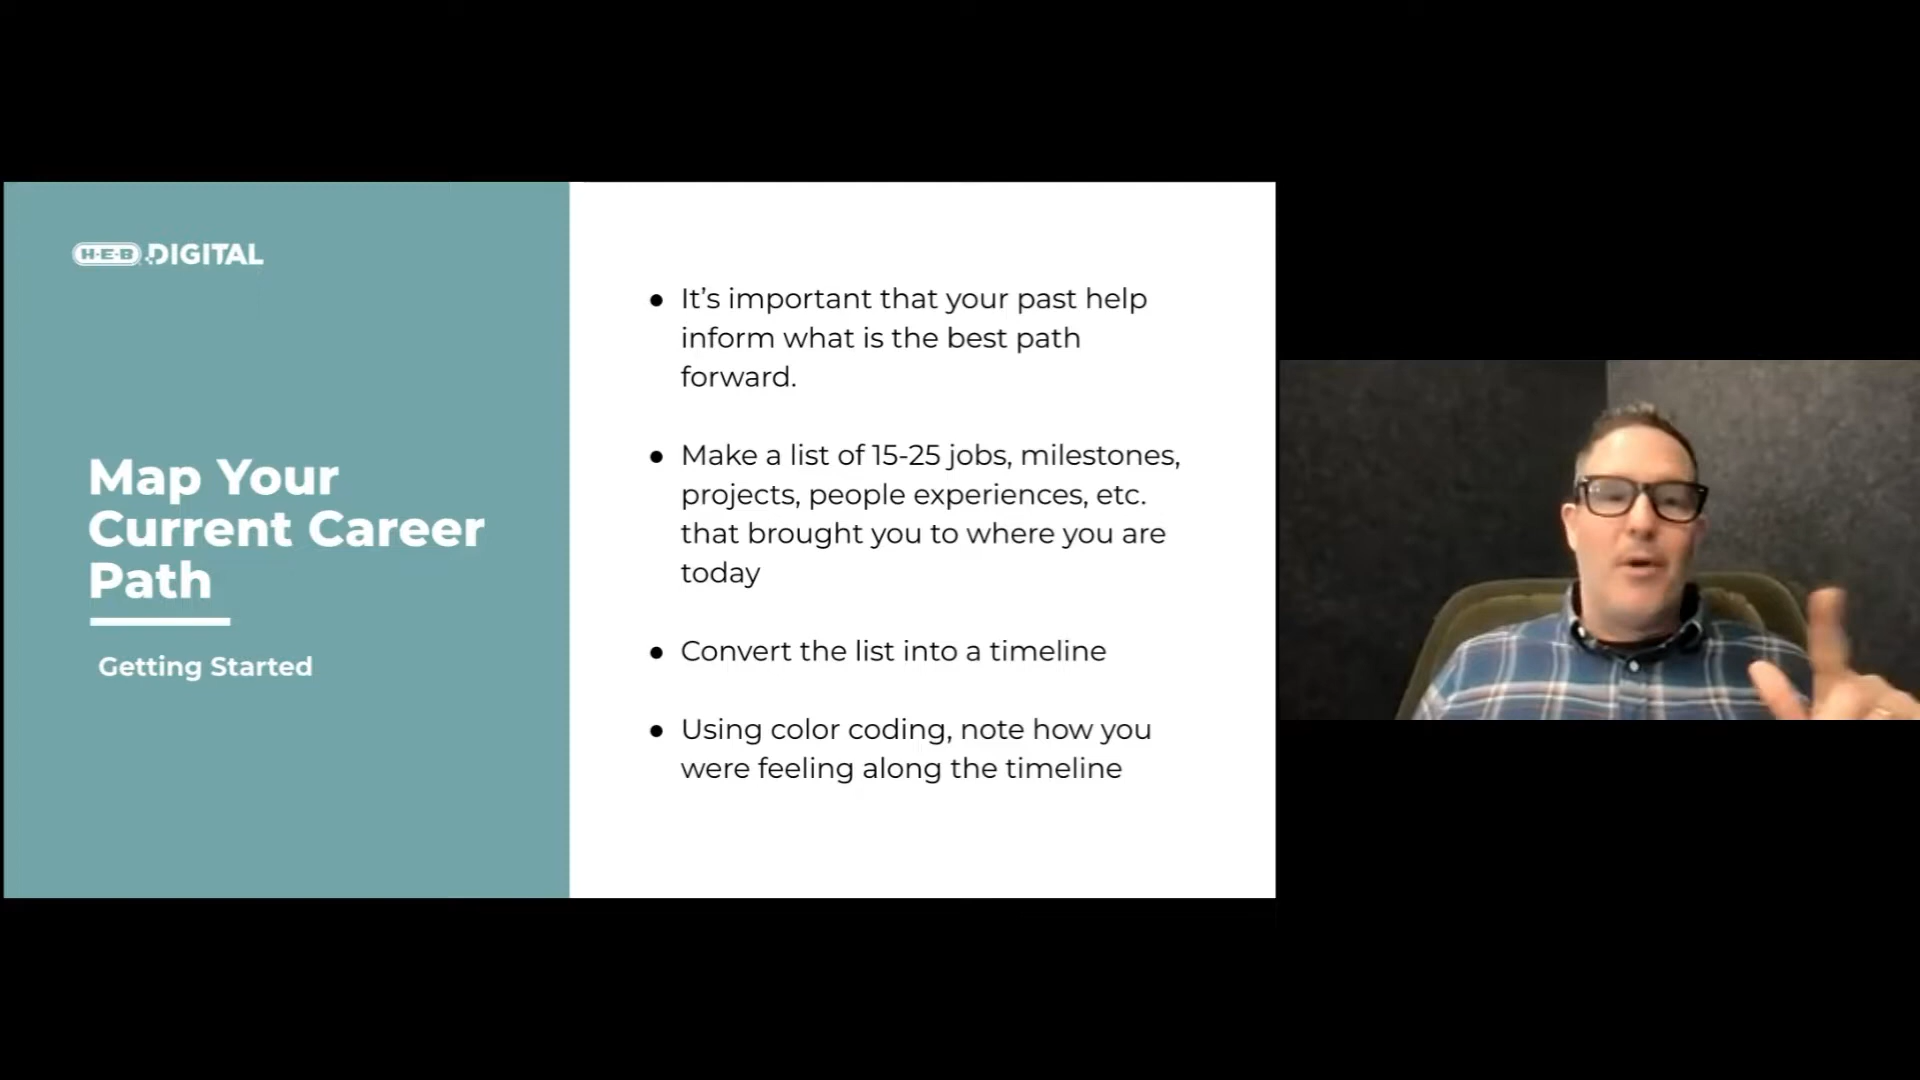 H-E-B DIGITAL
Map Your
Current Career
Path
Getting Started
● It’s important that your past help
inform what is the best path
forward.
● Make a list of 15-25 jobs, milestones,
projects, people experiences, etc.
that brought you to where you are
today
● Convert the list into a timeline
● Using color coding, note how you
were feeling along the timeline